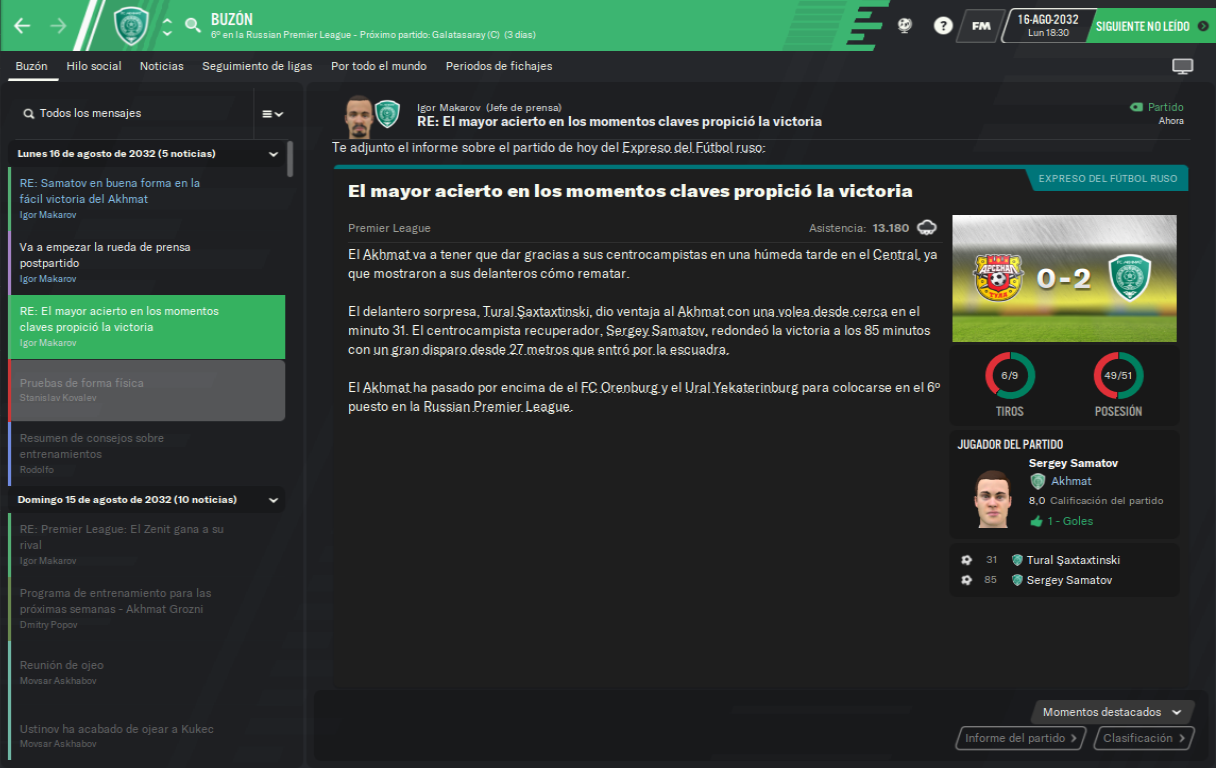 BUZÓN
6º en la Russian Premier League - Próximo partido: Galatasaray (C) (3 días)
FM
16-AGO-2032
Lun 18:30
SIGUIENTE NO LEÍDO
Buzón
Hilo social
Noticias
Seguimiento de ligas
Por todo el mundo
Periodos de fichajes
Todos los mensajes
Lunes 16 de agosto de 2032 (5 noticias)
RE: Samatov en buena forma en la
fácil victoria del Akhmat
Igor Makarov
Va a empezar la rueda de prensa
postpartido
Igor Makarov
RE: El mayor acierto en los momentos
claves propició la victoria
Igor Makarov
Pruebas de forma física
Stanislav Kovalev
Resumen de consejos sobre
entrenamientos
Rodolfo
Domingo 15 de agosto de 2032 (10 noticias)
RE: Premier League: El Zenit gana a su
rival
Igor Makarov
Programa de entrenamiento para las
próximas semanas - Akhmat Grozni
Dmitry Popov
Reunión de ojeo
Movsar Askhabov
Ustinov ha acabado de ojear a Kukec
Movsar Askhabov
Igor Makarov (Jefe de prensa)
RE: El mayor acierto en los momentos claves propició la victoria
Partido
Ahora
Te adjunto el informe sobre el partido de hoy del Expreso del Fútbol ruso:
EXPRESO DEL FÚTBOL RUSO
El mayor acierto en los momentos claves propició la victoria
Premier League
Asistencia: 13.180
El Akhmat va a tener que dar gracias a sus centrocampistas en una húmeda tarde en el Central, ya
que mostraron a sus delanteros cómo rematar.
El delantero sorpresa, Tural Şaxtaxtinski, dio ventaja al Akhmat con una volea desde cerca en el
minuto 31. El centrocampista recuperador, Sergey Samatov, redondeó la victoria a los 85 minutos
con un gran disparo desde 27 metros que entró por la escuadra.
El Akhmat ha pasado por encima de el FC Orenburg y el Ural Yekaterinburg para colocarse en el 6º
puesto en la Russian Premier League.
АРСЕНАЛ
ТУЛА
0-2
6/9
TIROS
49/51
POSESIÓN
JUGADOR DEL PARTIDO
Sergey Samatov
Akhmat
8,0 Calificación del partido
1 - Goles
31 Tural Şaxtaxtinski
85 Sergey Samatov
Momentos destacados
Informe del partido
Clasificación